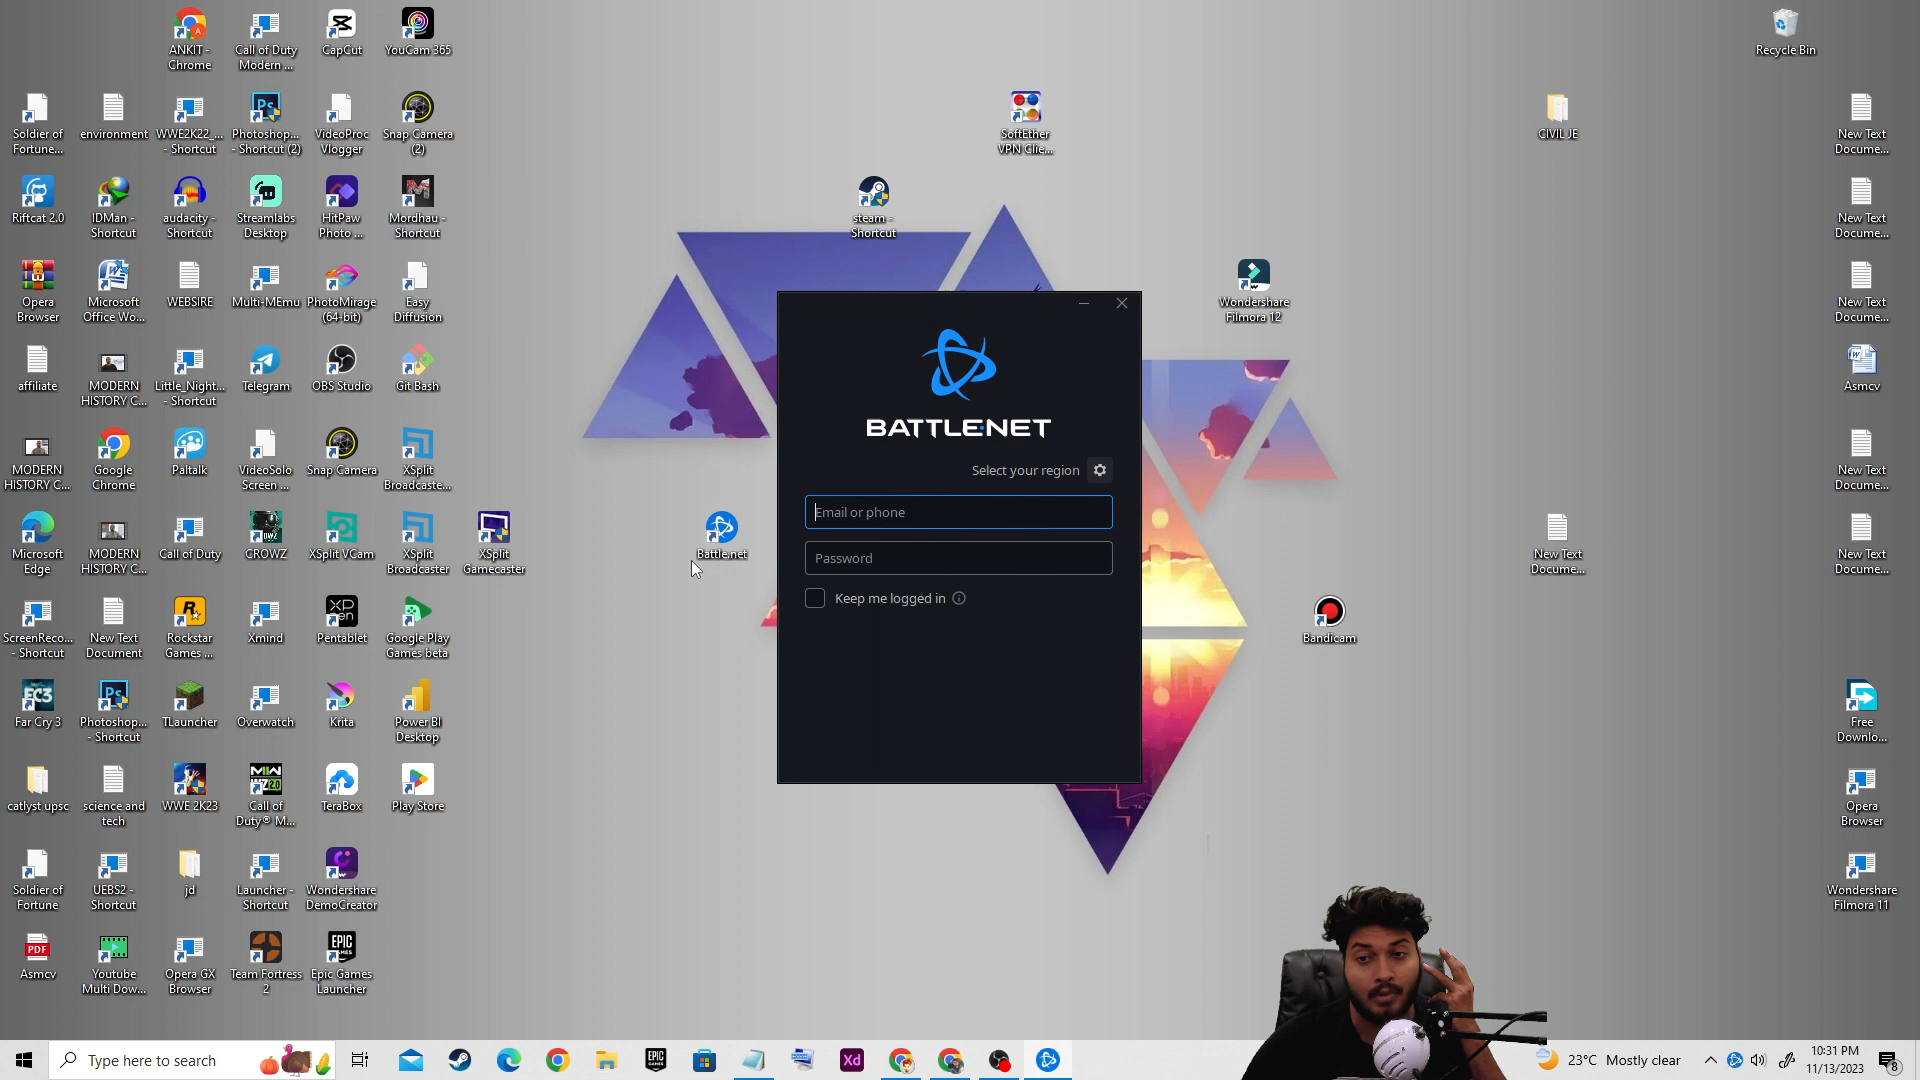 ANKIT -
Chrome
Call of Duty
Modern ...
CapCut
YouCam 365
Recycle Bin
Soldier of
Fortune...
environment
WWE2K22_...
- Shortcut
Photoshop...
- Shortcut (2)
VideoProc
Vlogger
Snap Camera
(2)
SoftEther
VPN Clie...
CIVIL JE
New Text
Docume...
Riftcat 2.0
IDMan -
Shortcut
audacity -
Shortcut
Streamlabs
Desktop
HitPaw
Photo ...
Mordhau -
Shortcut
steam -
Shortcut
New Text
Docume...
Opera
Browser
Microsoft
Office Wo...
WEBSIRE
Multi-MEmu
PhotoMirage
(64-bit)
Easy
Diffusion
Wondershare
Filmora 12
New Text
Docume...
affiliate
MODERN
HISTORY C...
Little_Night...
- Shortcut
Telegram
OBS Studio
Git Bash
Asmcv
MODERN
HISTORY C...
Google
Chrome
Paltalk
VideoSolo
Screen ...
Snap Camera
XSplit
Broadcaste...
New Text
Docume...
Microsoft
Edge
MODERN
HISTORY C...
Call of Duty
CROWZ
XSplit VCam
XSplit
Broadcaster
XSplit
Gamecaster
Battle.net
New Text
Docume...
New Text
Docume...
BATTLE.NET
Select your region
Email or phone
Password
Keep me logged in
ScreenReco...
- Shortcut
New Text
Document
Rockstar
Games ...
Xmind
Pentablet
Google Play
Games beta
Bandicam
Far Cry 3
Photoshop...
- Shortcut
TLauncher
Overwatch
Krita
Power BI
Desktop
Free
Downlo...
catlyst upsc
science and
tech
WWE 2K23
Call of
Duty® M...
TeraBox
Play Store
Opera
Browser
Soldier of
Fortune
UEBS2 -
Shortcut
jd
Launcher -
Shortcut
Wondershare
DemoCreator
Wondershare
Filmora 11
Asmcv
Youtube
Multi Dow...
Opera GX
Browser
Team Fortress
2
Epic Games
Launcher
Type here to search
23°C Mostly clear
10:31 PM
11/13/2023
8